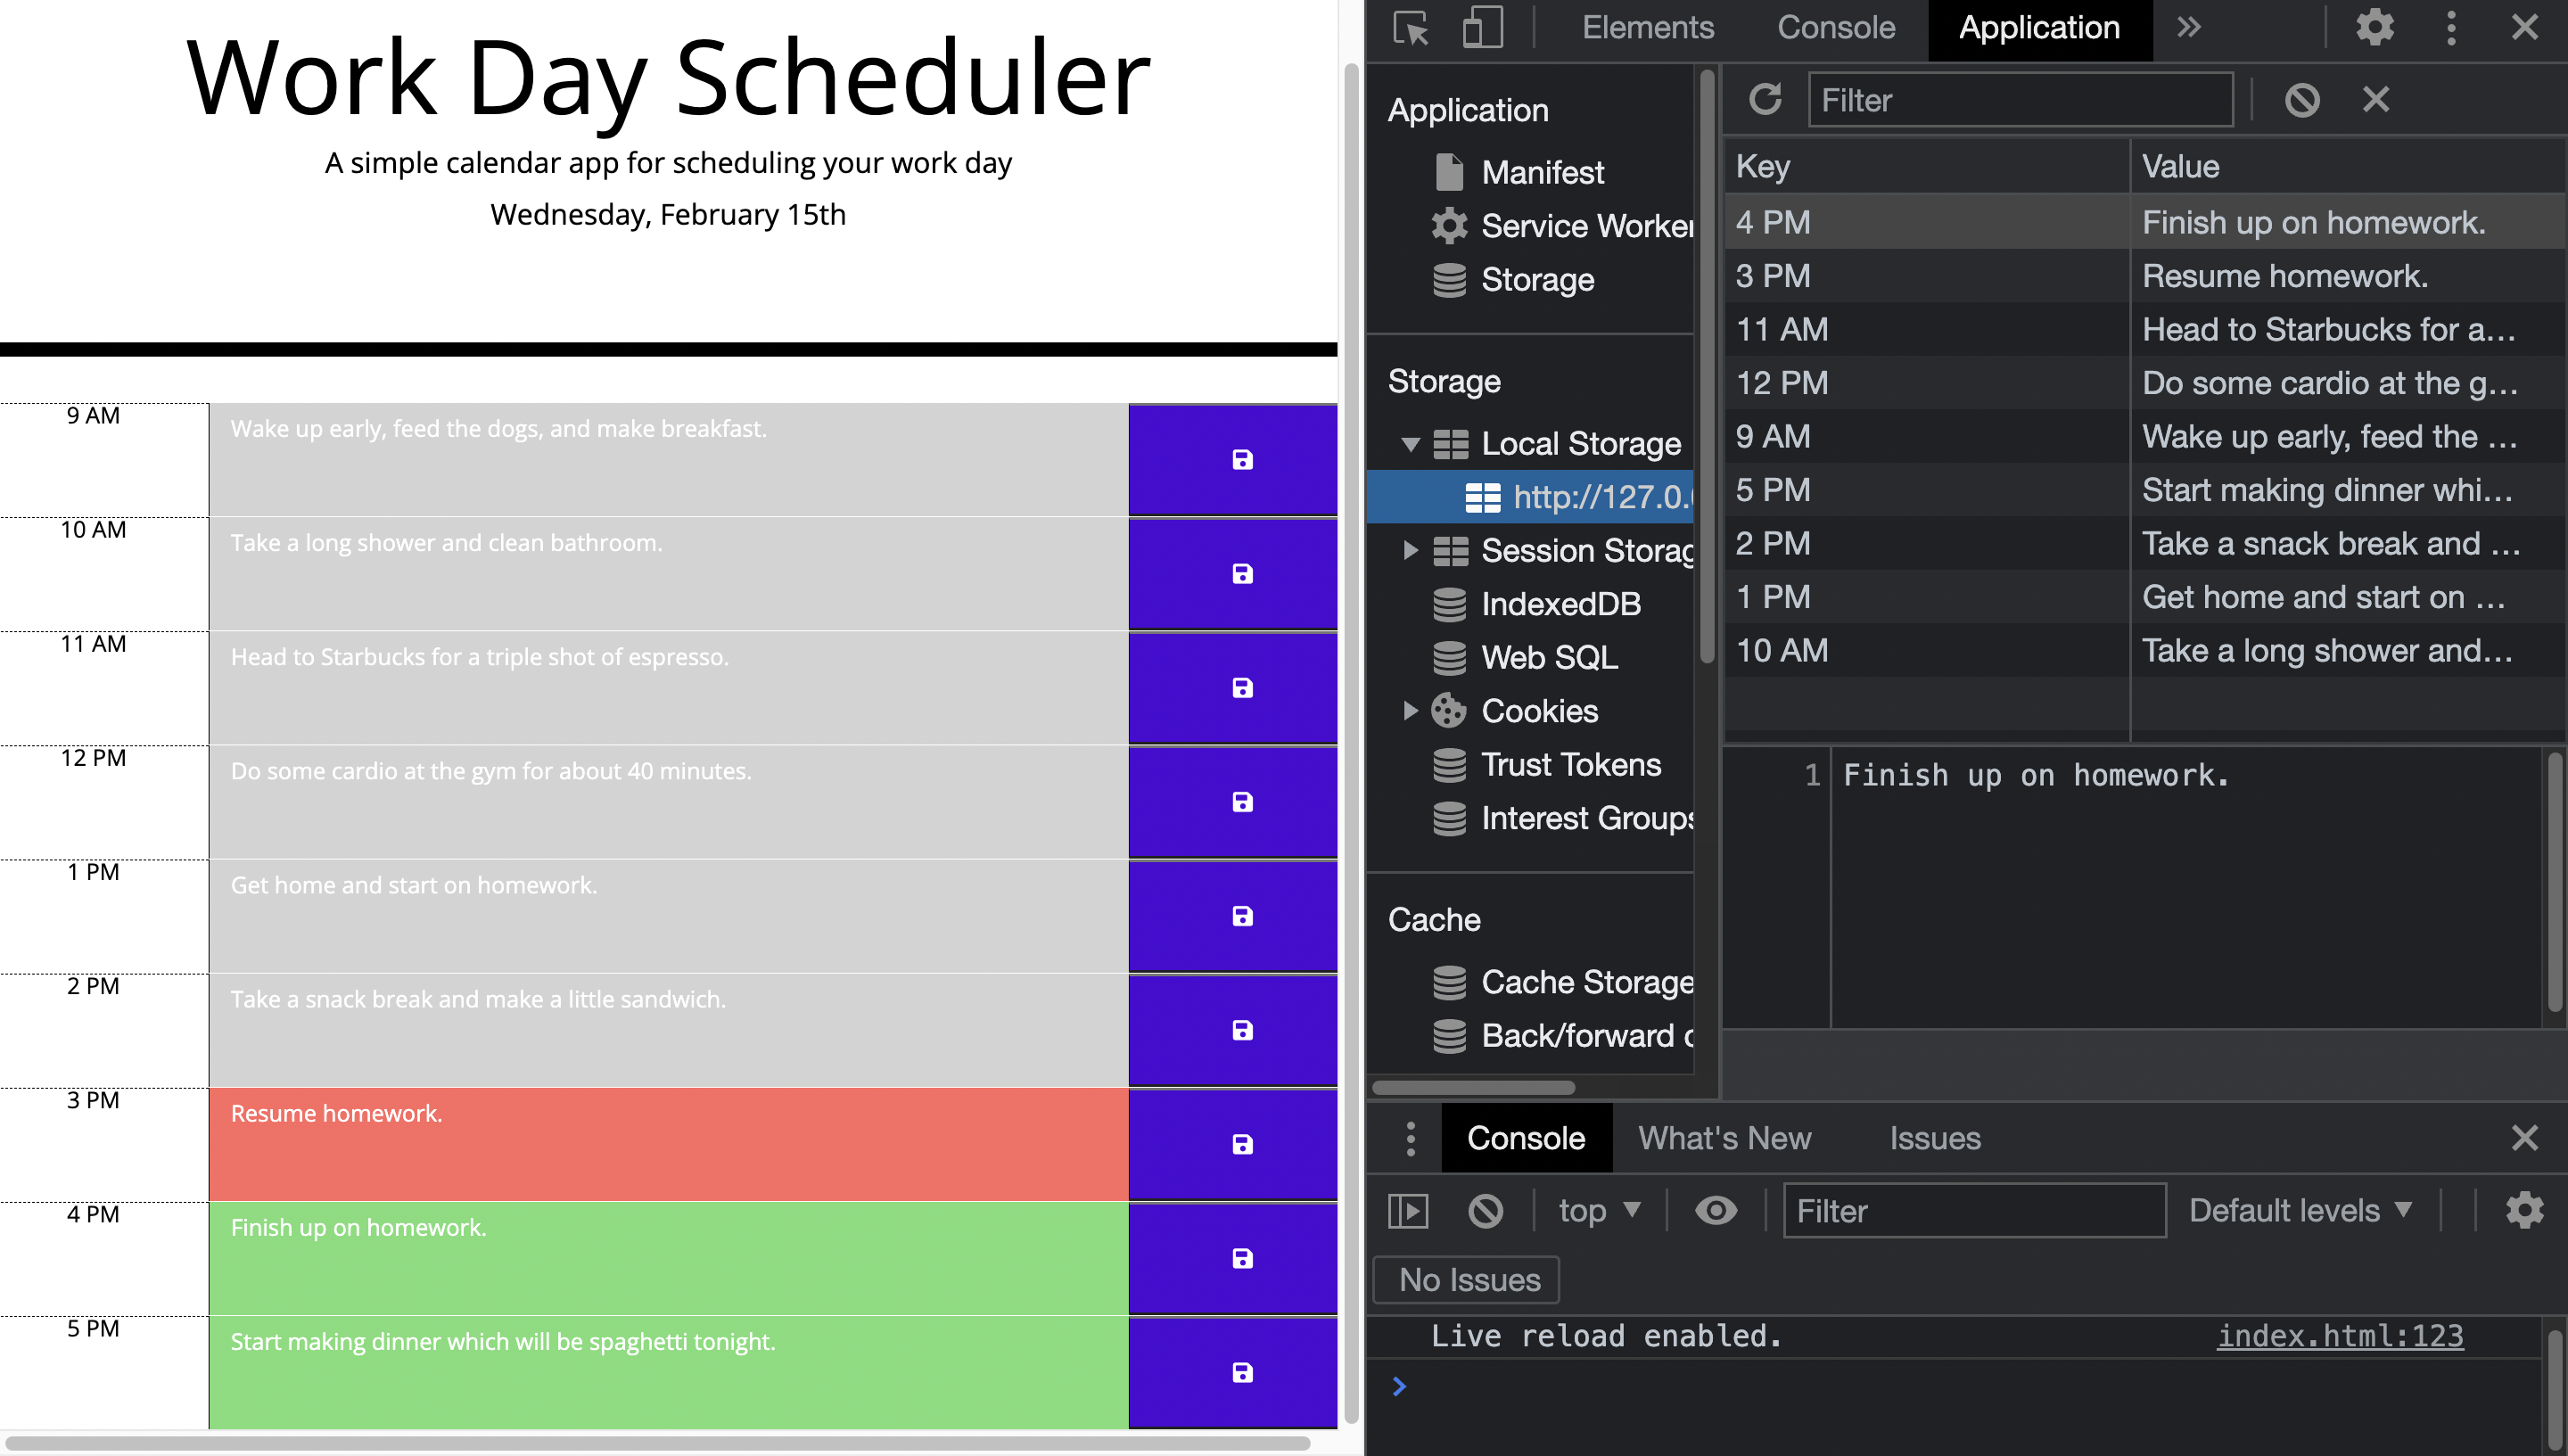 Work Day Scheduler
A simple calendar app for scheduling your work day
Wednesday, February 15th
9 AM
Wake up early, feed the dogs, and make breakfast.
10 AM
Take a long shower and clean bathroom.
11 AM
Head to Starbucks for a triple shot of espresso.
12 PM
Do some cardio at the gym for about 40 minutes.
1 PM
Get home and start on homework.
2 PM
Take a snack break and make a little sandwich.
3 PM
Resume homework.
4 PM
Finish up on homework.
5 PM
Start making dinner which will be spaghetti tonight.
Elements Console Application
Application
Manifest
Service Worker
Storage
Storage
Local Storage
http://127.0.
Session Storag
IndexedDB
Web SQL
Cookies
Trust Tokens
Interest Groups
Cache
Cache Storage
Back/forward c
Filter
Key Value
4 PM Finish up on homework.
3 PM Resume homework.
11 AM Head to Starbucks for a…
12 PM Do some cardio at the g…
9 AM Wake up early, feed the …
5 PM Start making dinner whi…
2 PM Take a snack break and …
1 PM Get home and start on …
10 AM Take a long shower and…
1 Finish up on homework.
Console What's New Issues
top Filter Default levels
No Issues
Live reload enabled. index.html:123